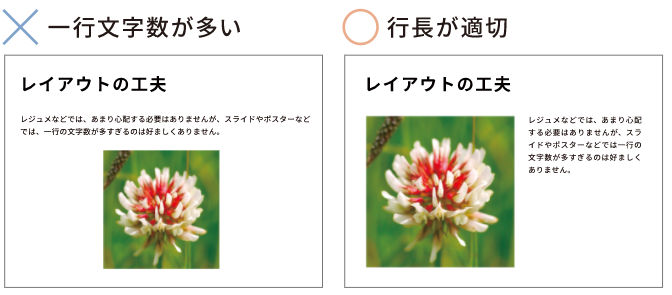 一行文字数が多い
レイアウトの工夫
レジュメなどでは、あまり心配する必要はありませんが、スライドやポスターなど
では、一行の文字数が多すぎるのは好ましくありません。
行長が適切
レイアウトの工夫
レジュメなどでは、あまり心配
する必要はありませんが、スラ
イドやポスターなどでは一行の
文字数が多すぎるのは好ましく
ありません。